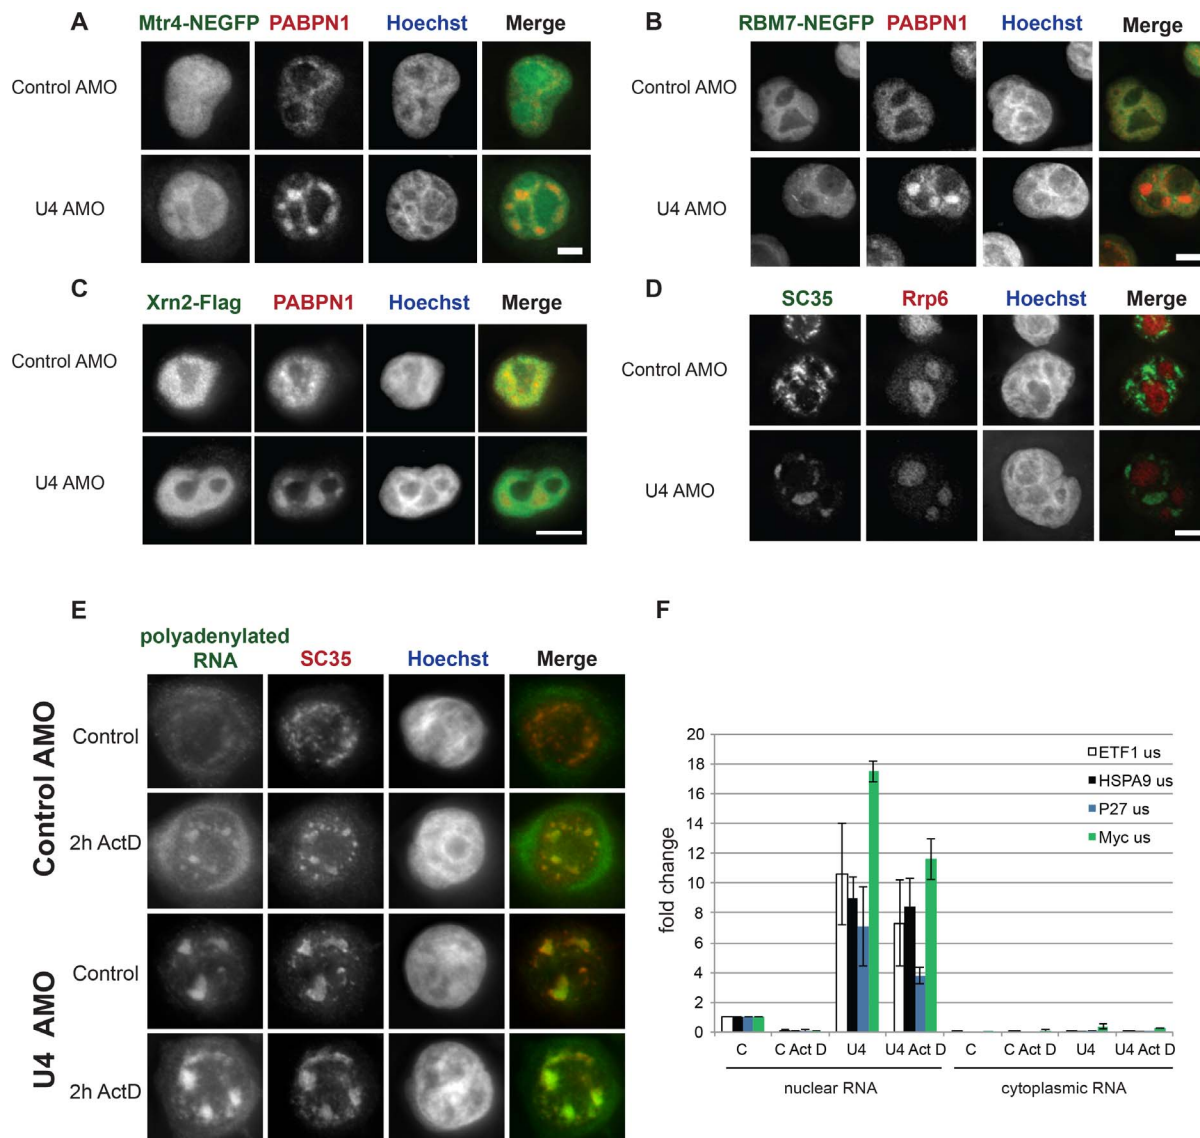 A
Mtr4-NEGFP PABPN1 Hoechst Merge
Control AMO
U4 AMO
B
RBM7-NEGFP PABPN1 Hoechst Merge
Control AMO
U4 AMO
C
Xrn2-Flag PABPN1 Hoechst Merge
Control AMO
U4 AMO
D
SC35 Rrp6 Hoechst Merge
Control AMO
U4 AMO
E
polyadenylated
RNA SC35 Hoechst Merge
Control AMO
Control
2h ActD
U4 AMO
Control
2h ActD
F
fold change
20
18
16
14
12
10
8
6
4
2
0
ETF1 us
HSPA9 us
P27 us
Myc us
C C Act D U4 U4 Act D C C Act D U4 U4 Act D
nuclear RNA cytoplasmic RNA